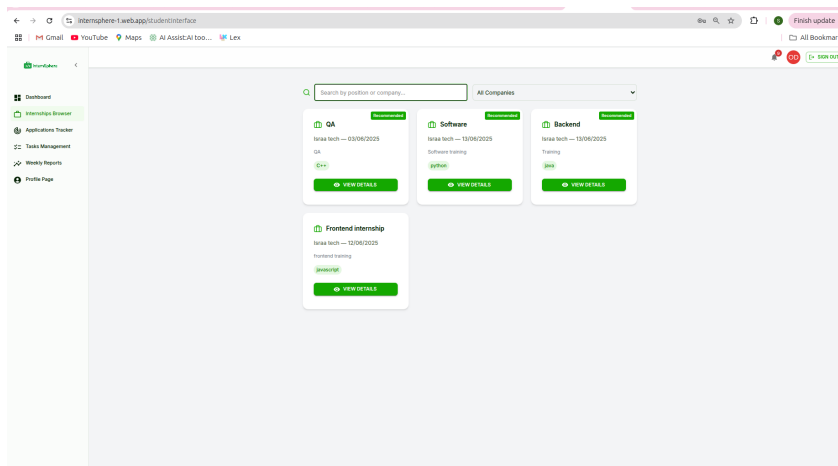 internsphere-1.web.app/studentinterface
Finish update
M Gmail YouTube Maps AI Assist:AI too... Lex
All Bookmar
InternSphere
OD
SIGN OUT
Dashboard
Internships Browser
Applications Tracker
Tasks Management
Weekly Reports
Profile Page
Search by position or company...
All Companies
Recommended
QA
Israa tech — 03/06/2025
QA
C++
VIEW DETAILS
Recommended
Software
Israa tech — 13/06/2025
Software training
python
VIEW DETAILS
Recommended
Backend
Israa tech — 13/06/2025
Training
java
VIEW DETAILS
Frontend internship
Israa tech — 12/06/2025
frontend training
javascript
VIEW DETAILS